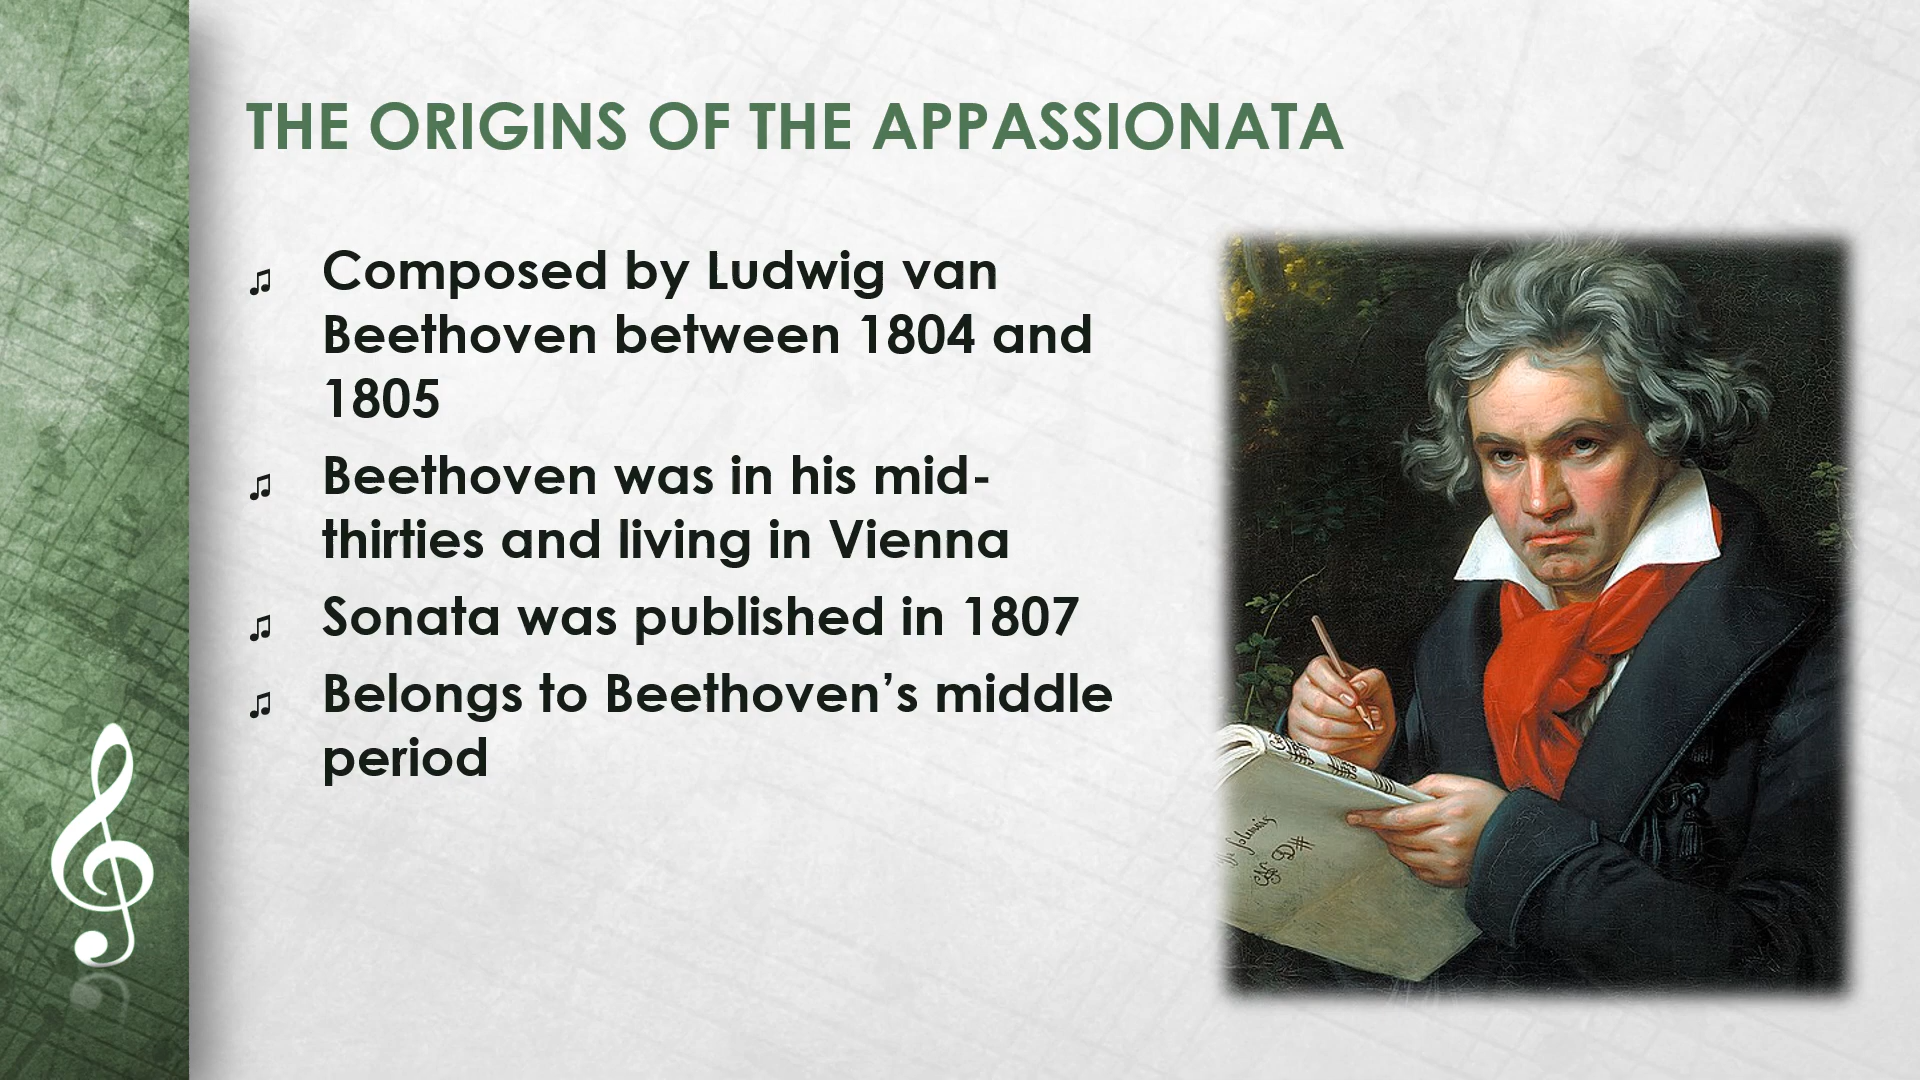 THE ORIGINS OF THE APPASSIONATA
♫ Composed by Ludwig van
Beethoven between 1804 and
1805
♫ Beethoven was in his mid-
thirties and living in Vienna
♫ Sonata was published in 1807
♫ Belongs to Beethoven’s middle
period